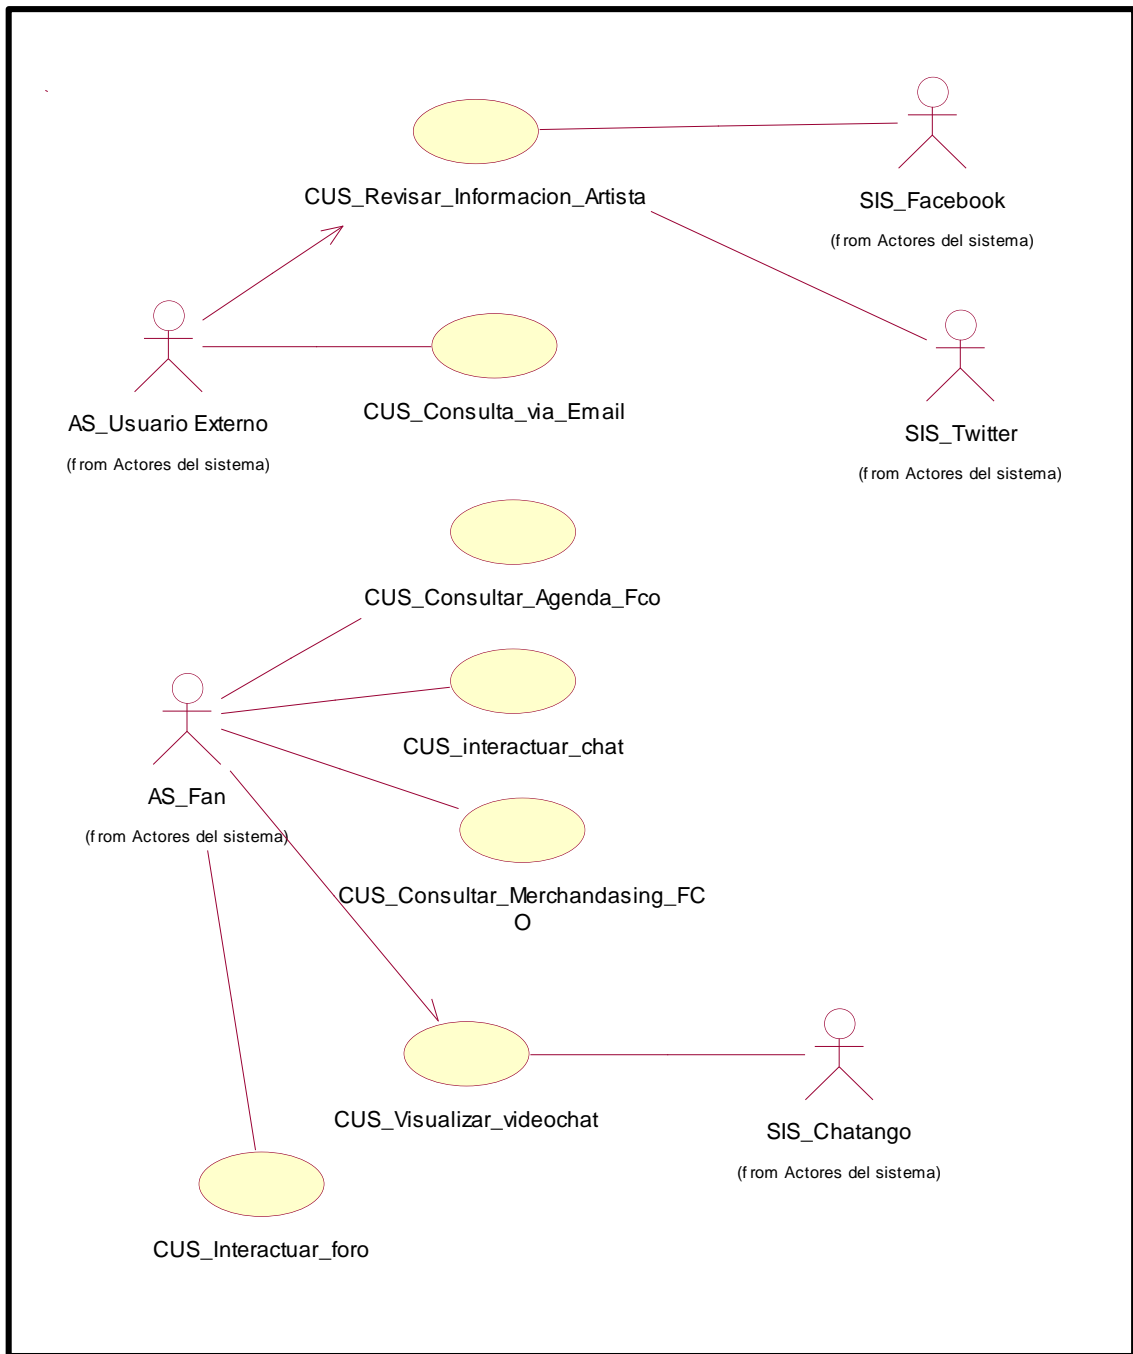 CUS_Revisar_Informacion_Artista
SIS_Facebook
(from Actores del sistema)
AS_Usuario Externo
(from Actores del sistema)
CUS_Consulta_via_Email
SIS_Twitter
(from Actores del sistema)
CUS_Consultar_Agenda_Fco
CUS_interactuar_chat
AS_Fan
(from Actores del sistema)
CUS_Consultar_Merchandasing_FC
O
CUS_Visualizar_videochat
SIS_Chatango
(from Actores del sistema)
CUS_Interactuar_foro